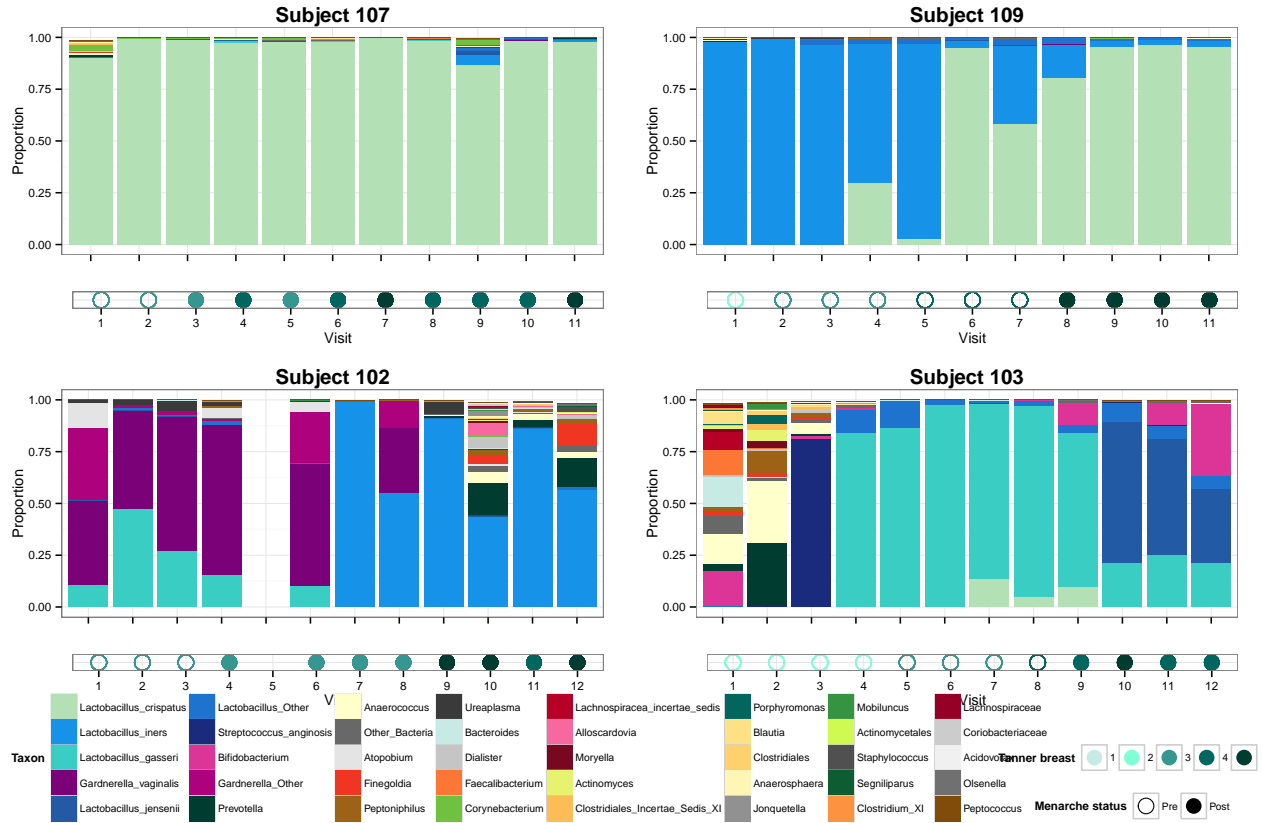 Subject 107
Subject 109
Proportion
1.00
0.75
0.50
0.25
0.00
Proportion
1.00
0.75
0.50
0.25
0.00
1 2 3 4 5 6 7 8 9 10 11
Visit
1 2 3 4 5 6 7 8 9 10 11
Visit
Subject 102
Subject 103
Proportion
1.00
0.75
0.50
0.25
0.00
Proportion
1.00
0.75
0.50
0.25
0.00
1 2 3 4 5 6 7 8 9 10 11 12
1 2 3 4 5 6 7 8 9 10 11 12
Visit
Taxon
Lactobacillus_crispatus
Lactobacillus_iners
Lactobacillus_gasseri
Gardnerella_vaginalis
Lactobacillus_jensenii
Lactobacillus_Other
Streptococcus_anginosis
Bifidobacterium
Gardnerella_Other
Prevotella
Anaerococcus
Other_Bacteria
Atopobium
Finegoldia
Peptoniphilus
Ureaplasma
Bacteroides
Dialister
Faecalibacterium
Corynebacterium
Lachnospiracea_incertae_sedis
Alloscardovia
Moryella
Actinomyces
Clostridiales_Incertae_Sedis_XI
Porphyromonas
Blautia
Clostridiales
Anaerosphaera
Jonquetella
Mobiluncus
Actinomycetales
Staphylococcus
Segniliparus
Clostridium_XI
Lachnospiraceae
Coriobacteriaceae
Olsenella
Peptococcus
Tanner breast
1 2 3 4
Menarche status
Pre Post